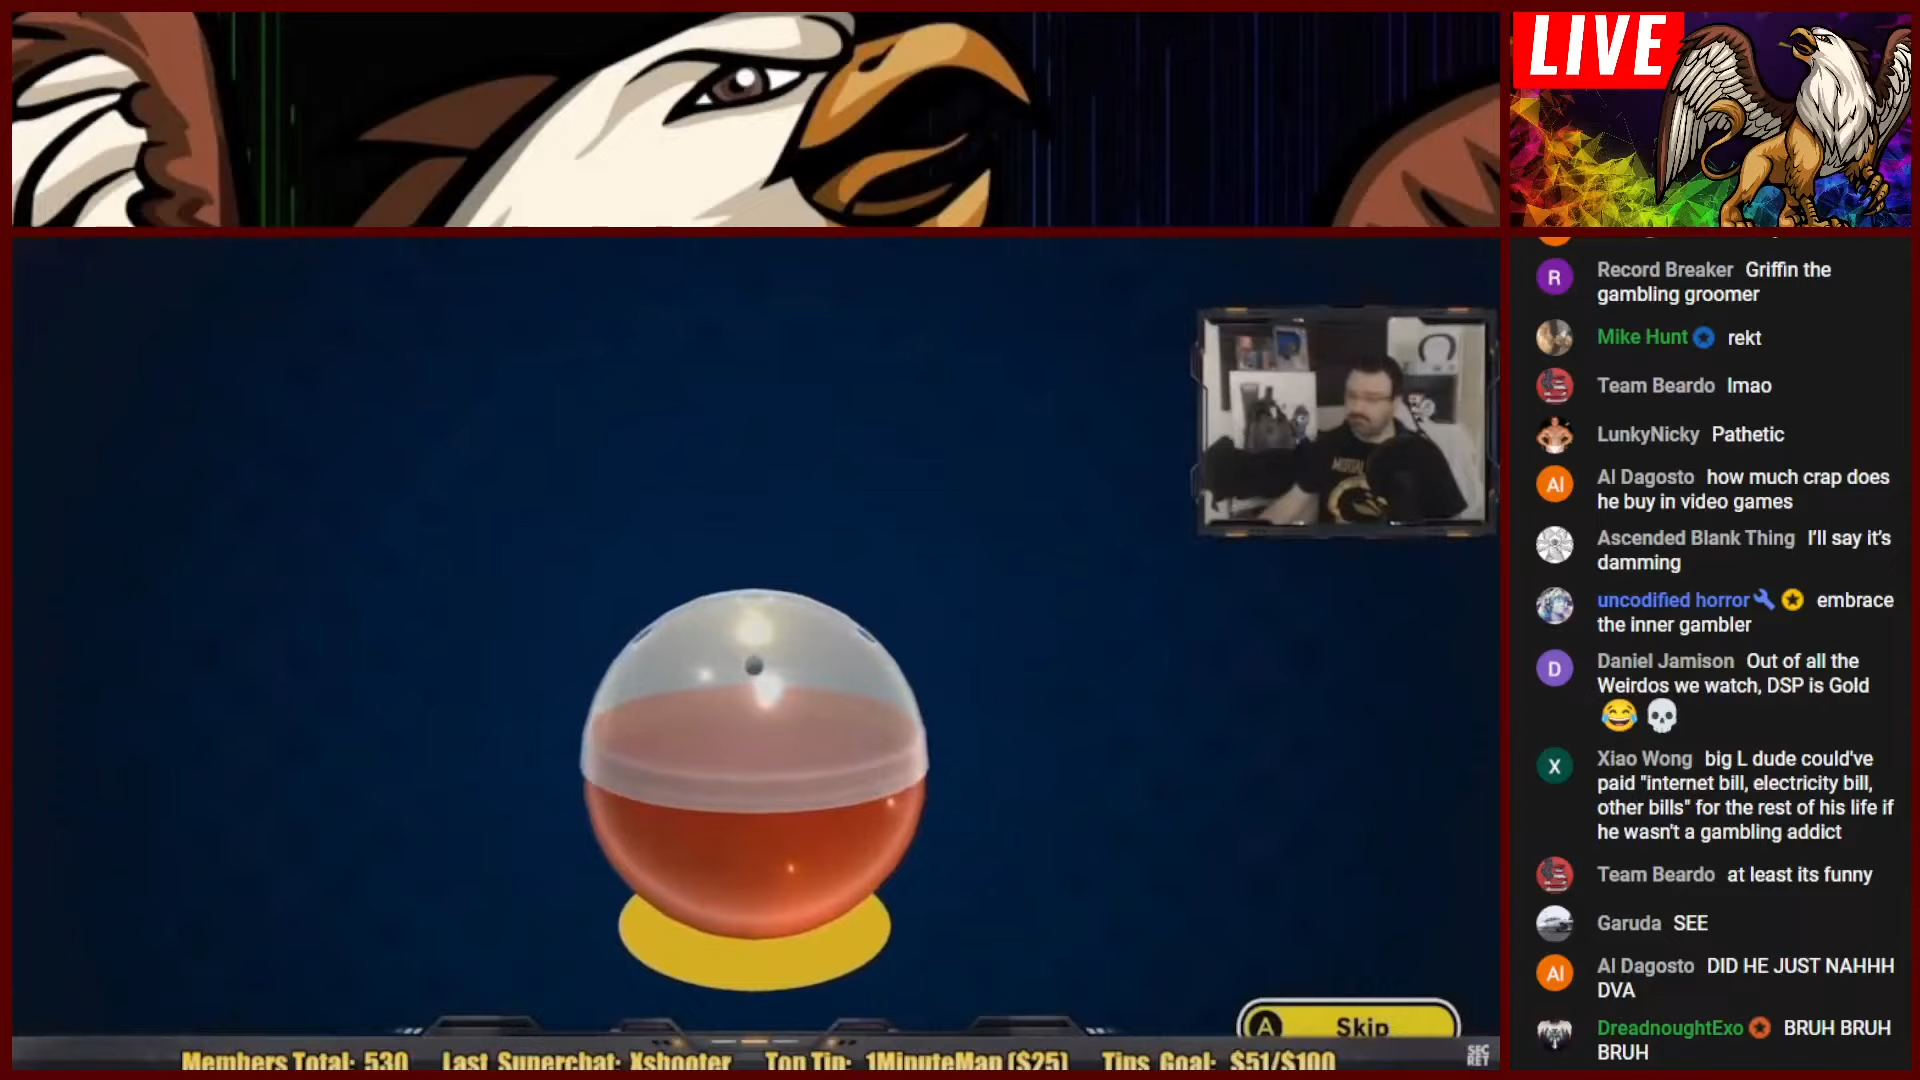 LIVE
Record Breaker Griffin the
gambling groomer
Mike Hunt rekt
Team Beardo lmao
LunkyNicky Pathetic
Al Dagosto how much crap does
he buy in video games
Ascended Blank Thing I'll say it's
damming
uncodified horror embrace
the inner gambler
Daniel Jamison Out of all the
Weirdos we watch, DSP is Gold
😂 💀
Xiao Wong big L dude could've
paid "internet bill, electricity bill,
other bills" for the rest of his life if
he wasn't a gambling addict
Team Beardo at least its funny
Garuda SEE
Al Dagosto DID HE JUST NAHHH
DVA
DreadnoughtExo BRUH BRUH
BRUH
R
Al
D
X
Al
MORTAL
A Skip
Members Total: 530 Last Superchat: Xshooter Top Tip: 1MinuteMan ($25) Tips Goal: $51/$100
SEC
RET